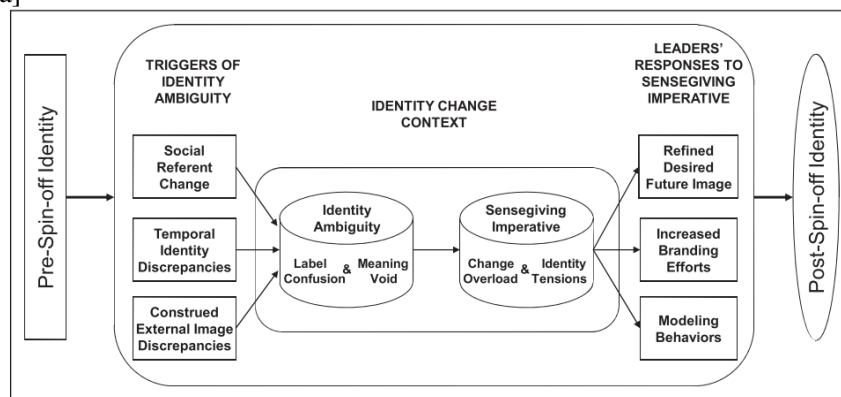 a]
Pre-Spin-off Identity
TRIGGERS OF
IDENTITY
AMBIGUITY
Social
Referent
Change
Temporal
Identity
Discrepancies
Construed
External Image
Discrepancies
IDENTITY CHANGE
CONTEXT
Identity
Ambiguity
Label & Meaning
Confusion Void
Sensegiving
Imperative
Change & Identity
Overload Tensions
LEADERS'
RESPONSES TO
SENSEGIVING
IMPERATIVE
Refined
Desired
Future Image
Increased
Branding
Efforts
Modeling
Behaviors
Post-Spin-off Identity